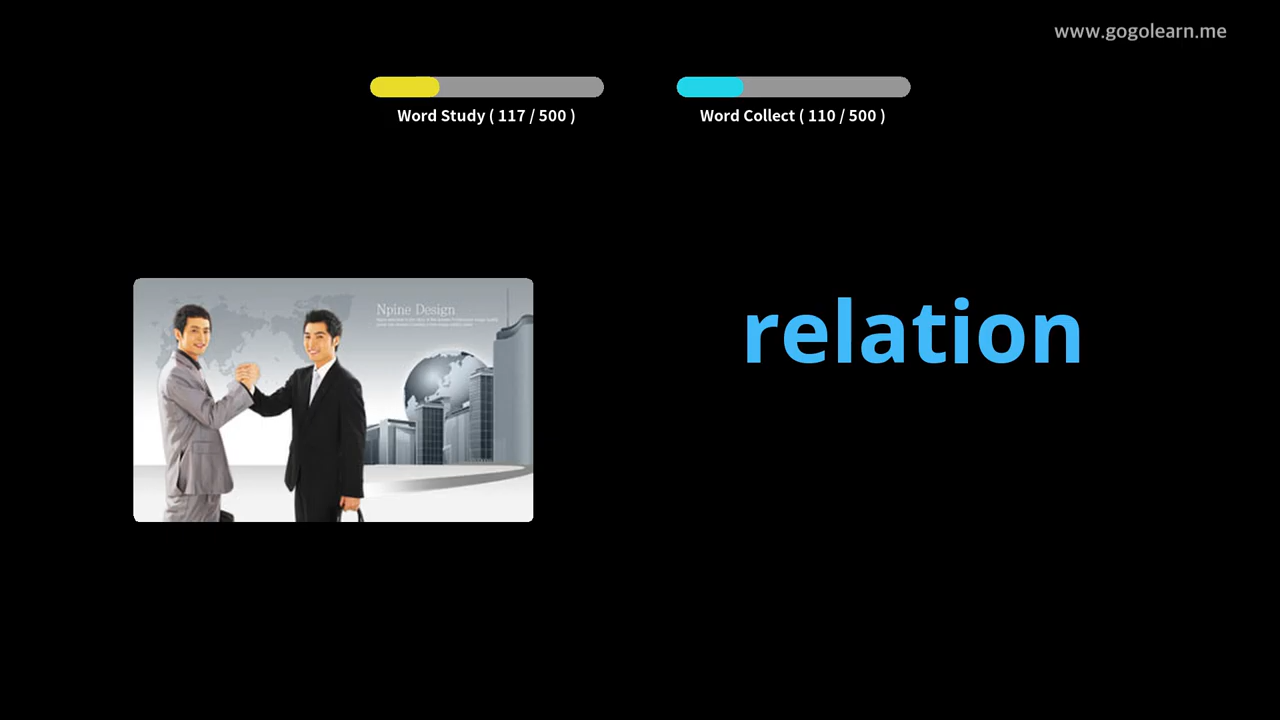 www.gogolearn.me
Word Study ( 117 / 500 )
Word Collect ( 110 / 500 )
Npine Design
relation